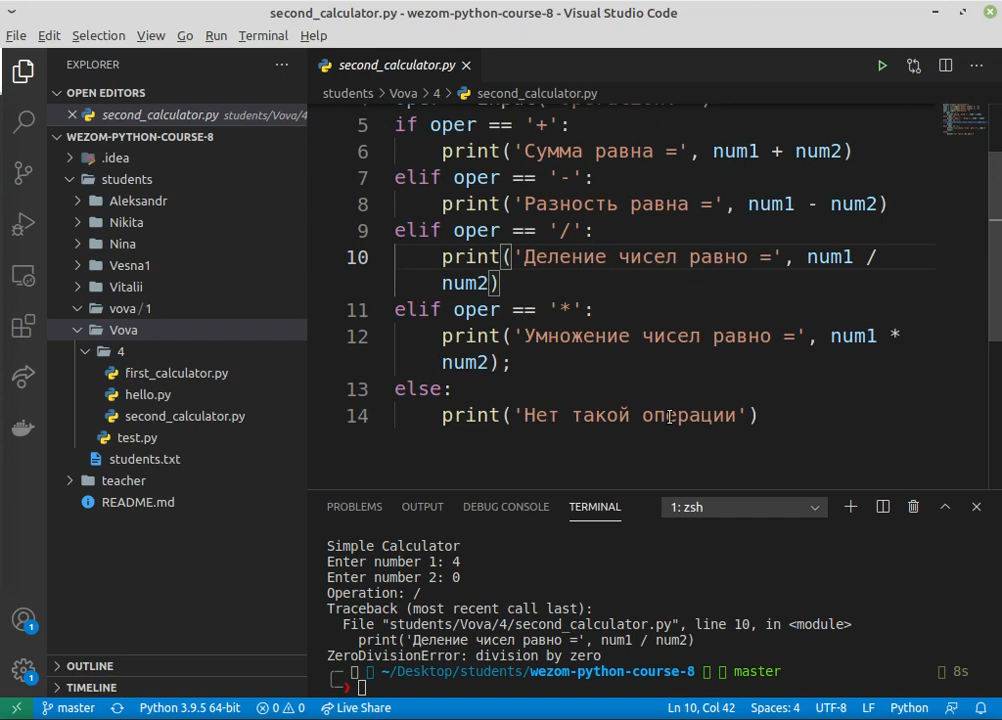 second_calculator.py - wezom-python-course-8 - Visual Studio Code
File Edit Selection View Go Run Terminal Help
EXPLORER
second_calculator.py
OPEN EDITORS
students > Vova > 4 > second_calculator.py
second_calculator.py students/Vova/4
WEZOM-PYTHON-COURSE-8
.idea
students
Aleksandr
Nikita
Nina
Vesna1
Vitalii
vova / 1
Vova
4
first_calculator.py
hello.py
second_calculator.py
test.py
students.txt
teacher
README.md
OUTLINE
TIMELINE
5 if oper == '+':
6 print('Сумма равна =', num1 + num2)
7 elif oper == '-':
8 print('Разность равна =', num1 - num2)
9 elif oper == '/':
10 print('Деление чисел равно =', num1 /
num2)
11 elif oper == '*':
12 print('Умножение чисел равно =', num1 *
num2);
13 else:
14 print('Нет такой операции')
PROBLEMS OUTPUT DEBUG CONSOLE TERMINAL 1: zsh
Simple Calculator
Enter number 1: 4
Enter number 2: 0
Operation: /
Traceback (most recent call last):
File "students/Vova/4/second_calculator.py", line 10, in <module>
print('Деление чисел равно =', num1 / num2)
ZeroDivisionError: division by zero
~/Desktop/students/wezom-python-course-8 master 8s
1
1
master Python 3.9.5 64-bit 0 0 Live Share Ln 10, Col 42 Spaces: 4 UTF-8 LF Python